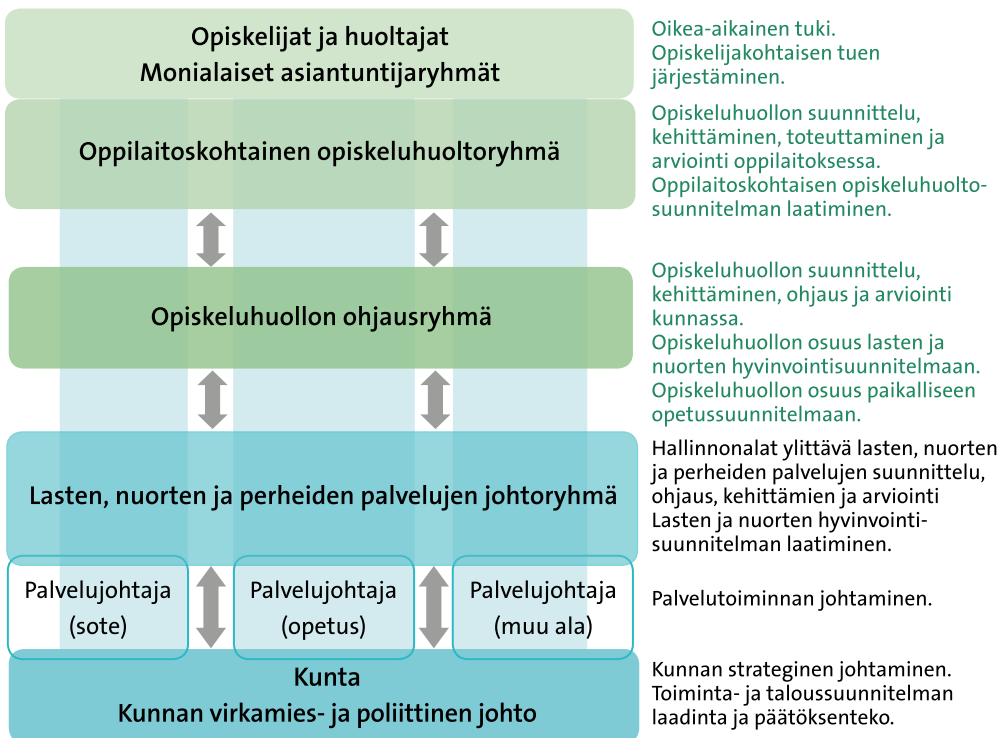 Opiskelijat ja huoltajat
Monialaiset asiantuntijaryhmät
Oikea-aikainen tuki.
Opiskelijakohtaisen tuen
järjestäminen.
Oppilaitoskohtainen opiskeluhuoltoryhmä
Opiskeluhuollon suunnittelu,
kehittäminen, toteuttaminen ja
arviointi oppilaitoksessa.
Oppilaitoskohtaisen opiskeluhuolto-
suunnitelman laatiminen.
Opiskeluhuollon ohjausryhmä
Opiskeluhuollon suunnittelu,
kehittäminen, ohjaus ja arviointi
kunnassa.
Opiskeluhuollon osuus lasten ja
nuorten hyvinvointisuunnitelmaan.
Opiskeluhuollon osuus paikalliseen
opetussuunnitelmaan.
Lasten, nuorten ja perheiden palvelujen johtoryhmä
Hallinnonalat ylittävä lasten, nuorten
ja perheiden palvelujen suunnittelu,
ohjaus, kehittämien ja arviointi
Lasten ja nuorten hyvinvointi-
suunnitelman laatiminen.
Palvelujohtaja
(sote)
Palvelujohtaja
(opetus)
Palvelujohtaja
(muu ala)
Palvelutoiminnan johtaminen.
Kunta
Kunnan virkamies- ja poliittinen johto
Kunnan strateginen johtaminen.
Toiminta- ja taloussuunnitelman
laadinta ja päätöksenteko.